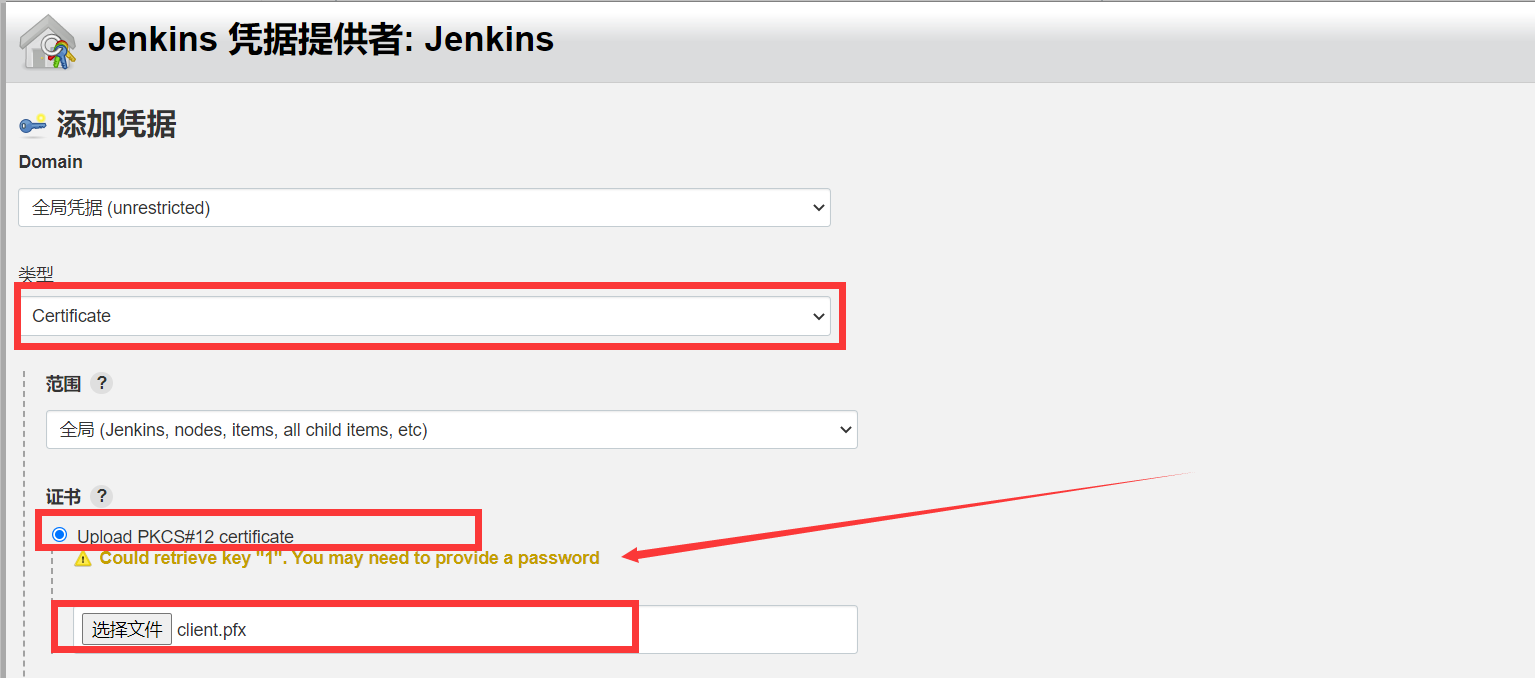 Jenkins 凭据提供者: Jenkins
添加凭据
Domain
全局凭据 (unrestricted)
类型
Certificate
范围 ?
全局 (Jenkins, nodes, items, all child items, etc)
证书 ?
Upload PKCS#12 certificate
Could retrieve key "1". You may need to provide a password
选择文件 client.pfx